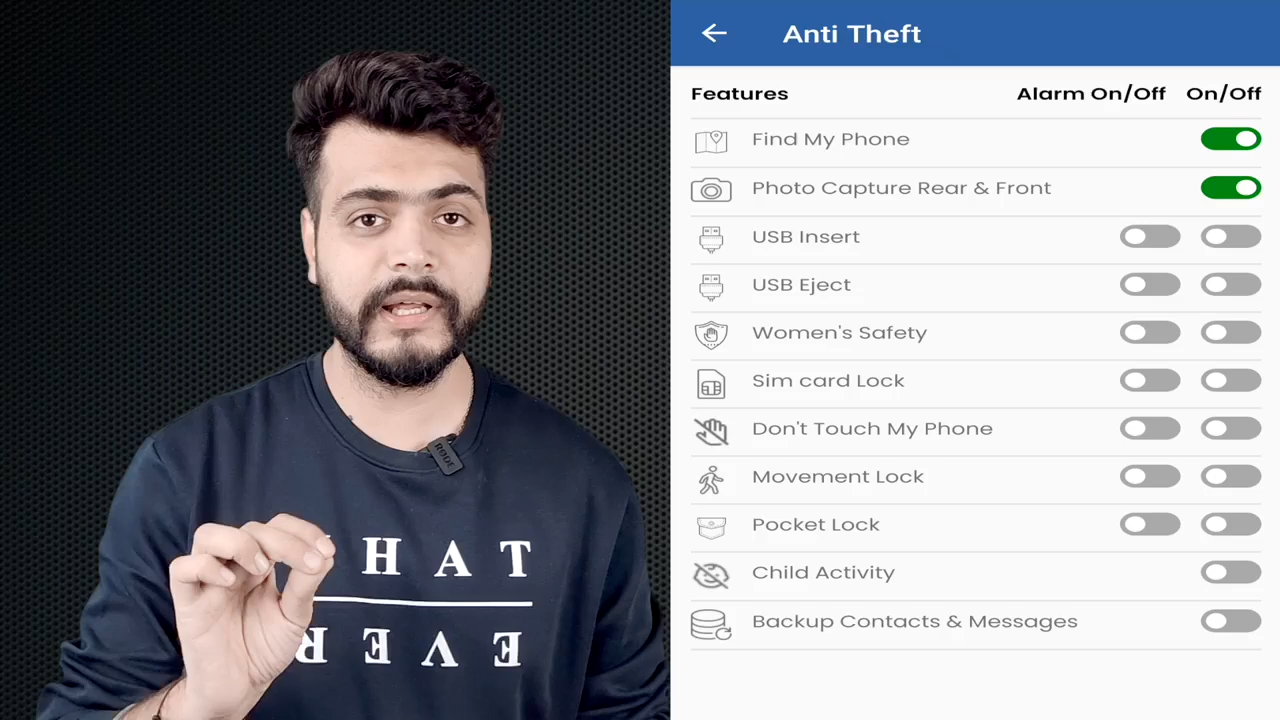 Anti Theft
Features Alarm On/Off On/Off
Find My Phone
Photo Capture Rear & Front
USB Insert
USB Eject
Women's Safety
Sim card Lock
Don't Touch My Phone
Movement Lock
Pocket Lock
Child Activity
Backup Contacts & Messages
RØDE
HAT
EVER